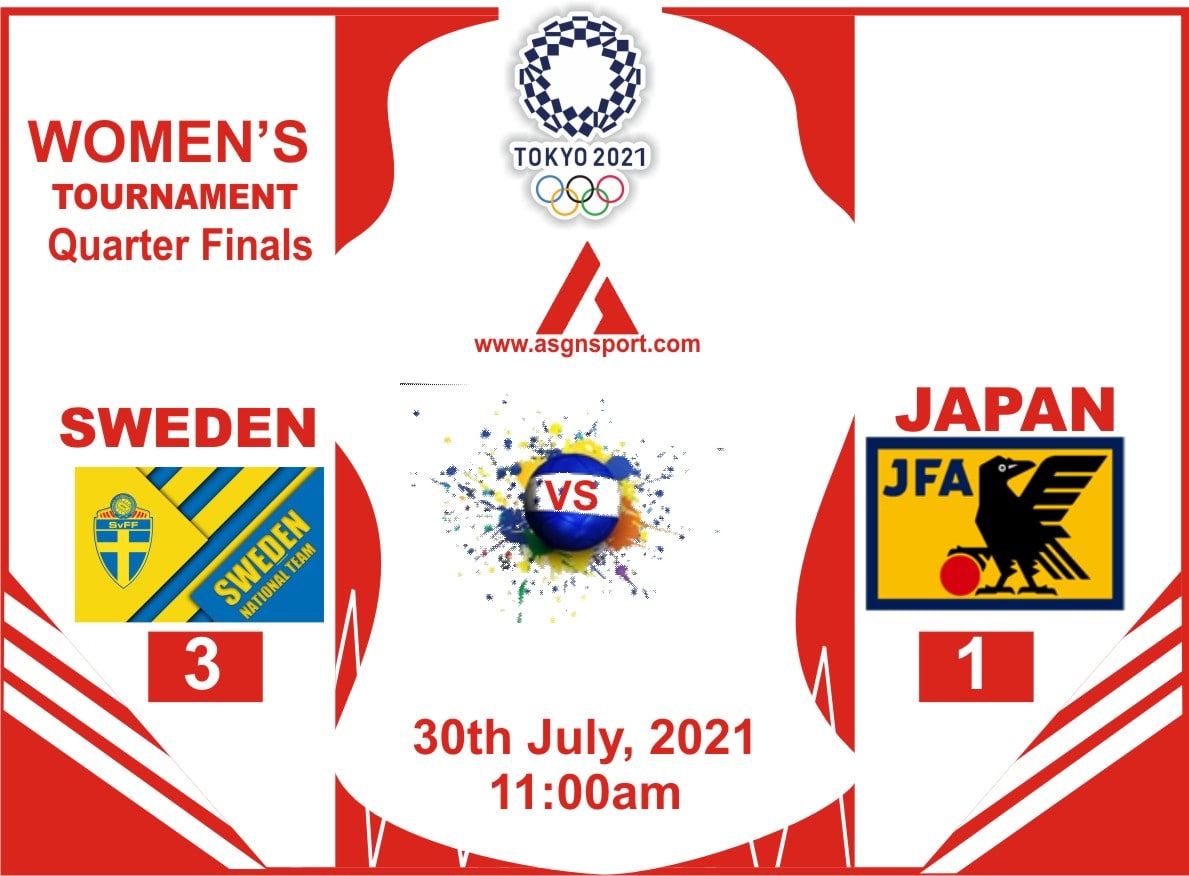 WOMEN'S
TOURNAMENT
Quarter Finals
TOKYO 2021
www.asgnsport.com
SWEDEN
SvFF
SWEDEN
NATIONAL TEAM
3
VS
JAPAN
JFA
1
30th July, 2021
11:00am